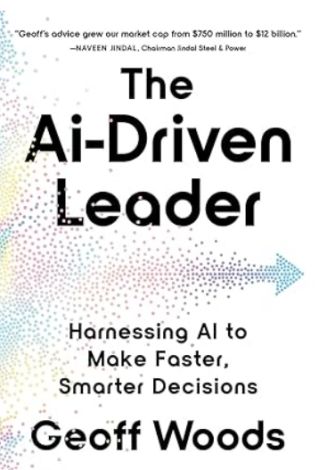 "Geoff's advice grew our market cap from $750 million to $12 billion."
—NAVEEN JINDAL, Chairman Jindal Steel & Power
The
Ai-Driven
Leader
Harnessing AI to
Make Faster,
Smarter Decisions
Geoff Woods